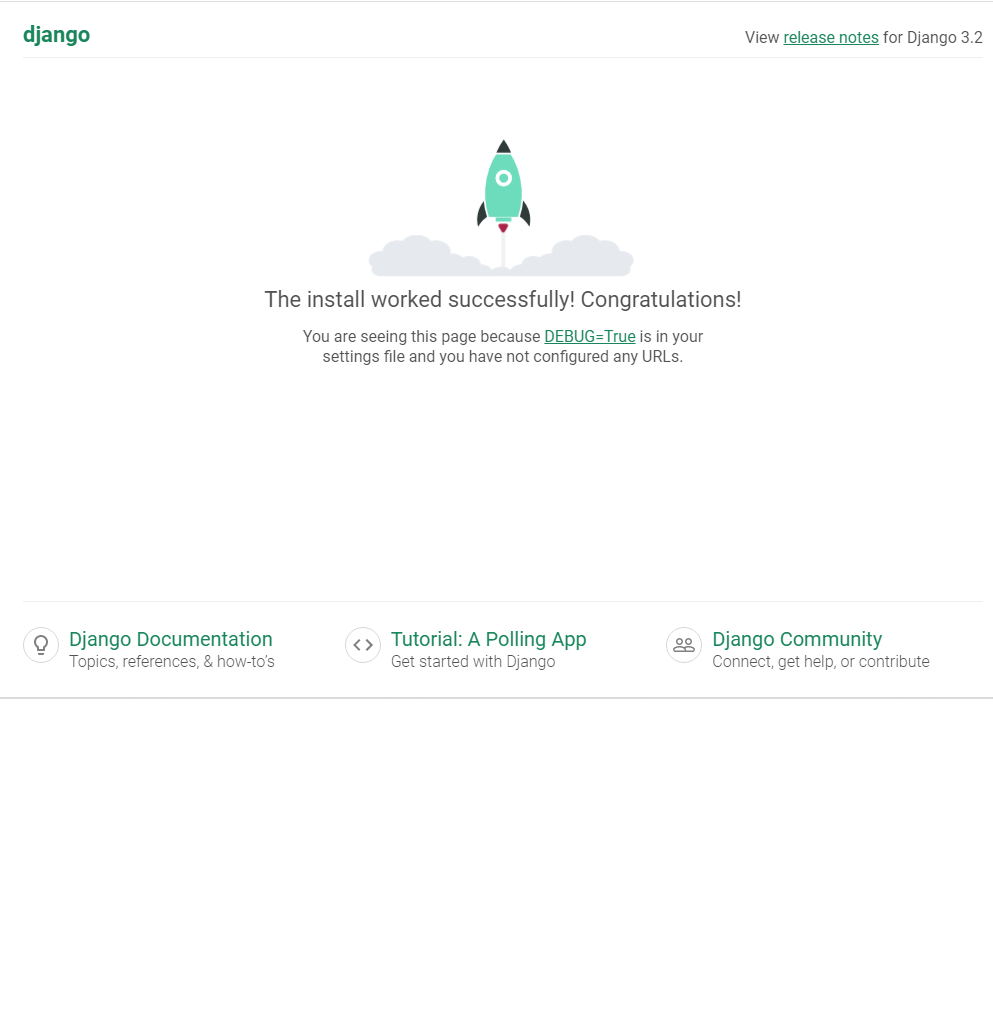 django
View release notes for Django 3.2
The install worked successfully! Congratulations!
You are seeing this page because DEBUG=True is in your
settings file and you have not configured any URLs.
Django Documentation
Topics, references, & how-to’s
Tutorial: A Polling App
Get started with Django
Django Community
Connect, get help, or contribute